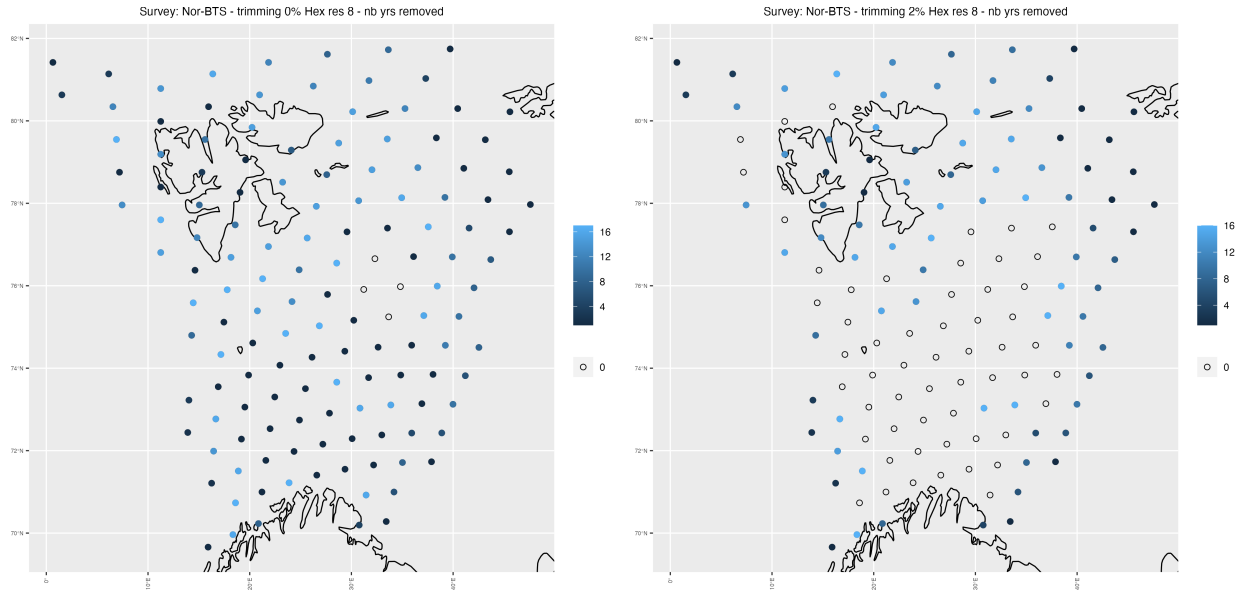 Survey: Nor-BTS - trimming 0% Hex res 8 - nb yrs removed
82°N
80°N
78°N
76°N
74°N
72°N
70°N
0°
10°E
20°E
30°E
40°E
16
12
8
4
0
Survey: Nor-BTS - trimming 2% Hex res 8 - nb yrs removed
82°N
80°N
78°N
76°N
74°N
72°N
70°N
0°
10°E
20°E
30°E
40°E
16
12
8
4
0